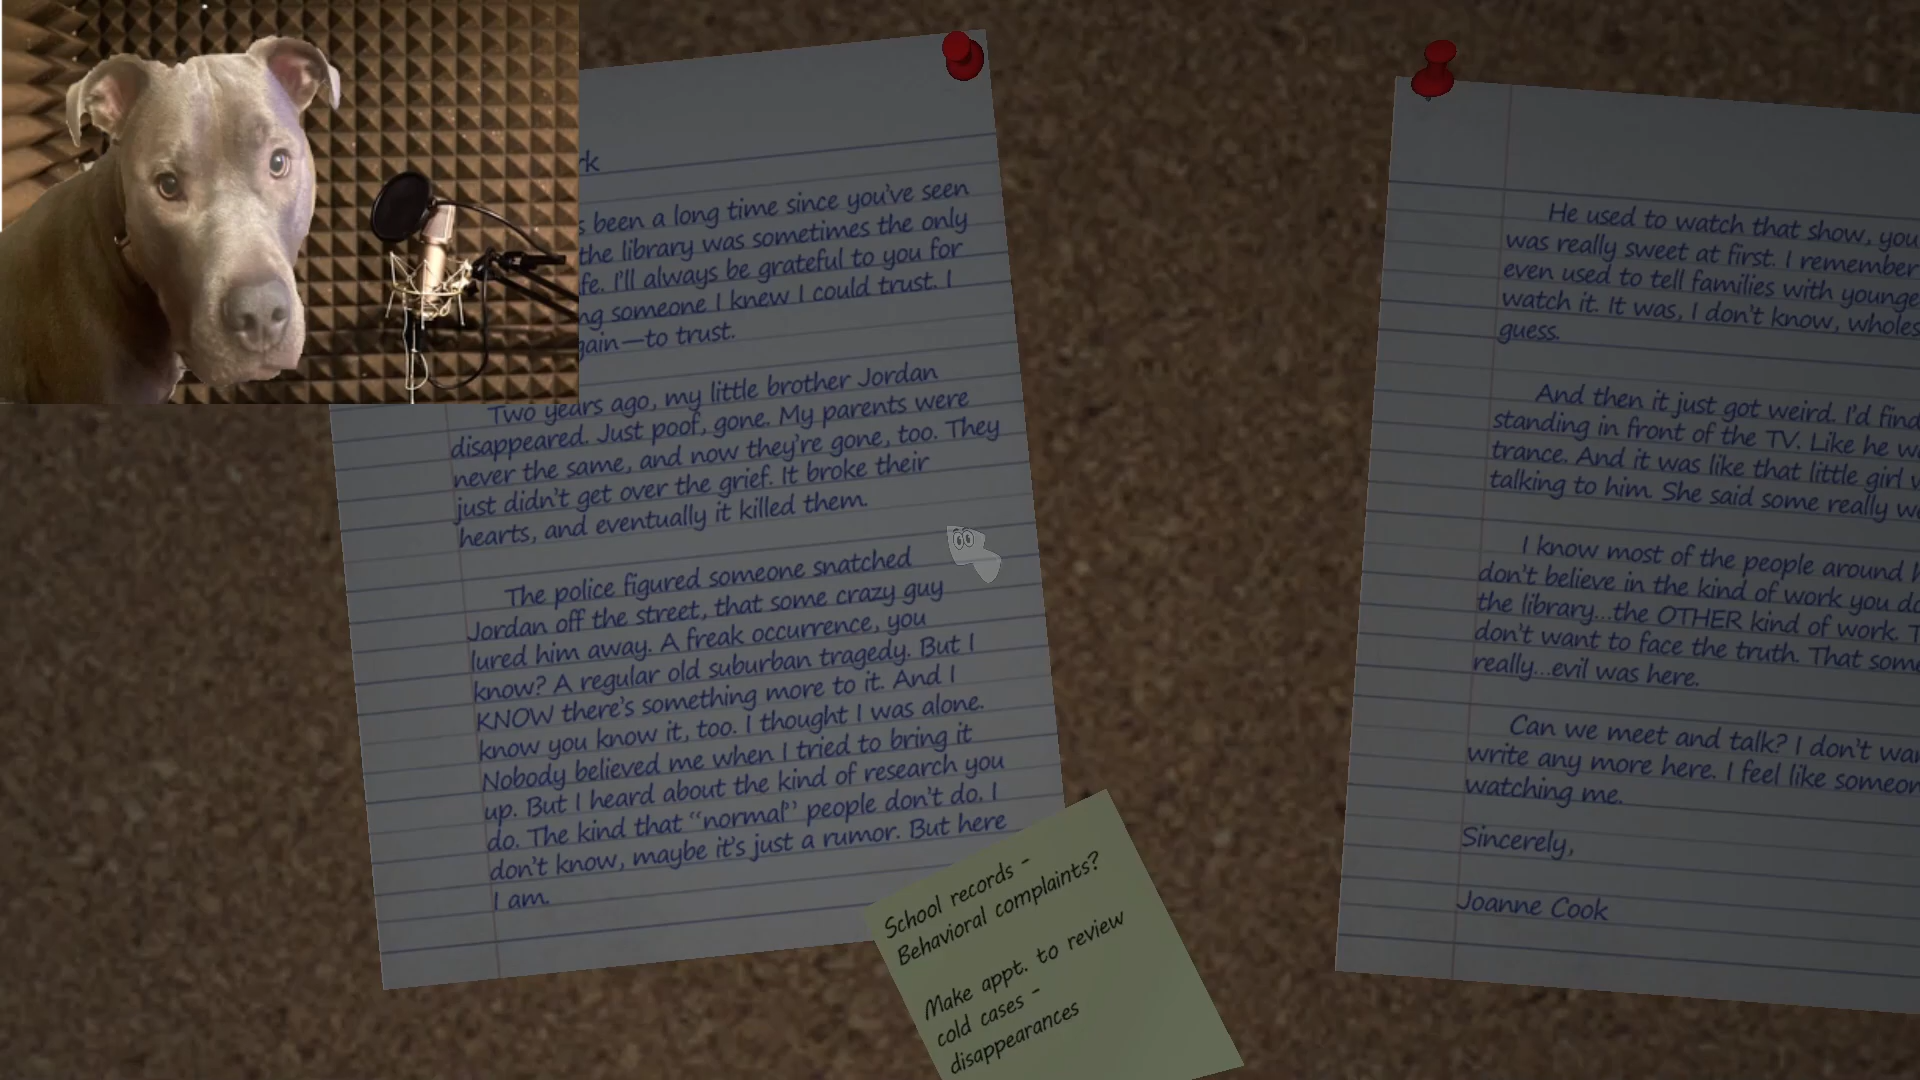 rk
s been a long time since you've seen
the library was sometimes the only
fe. I'll always be grateful to you for
ng someone I knew I could trust. I
gain—to trust.
Two years ago, my little brother Jordan
disappeared. Just poof, gone. My parents were
never the same, and now they're gone, too. They
just didn't get over the grief. It broke their
hearts, and eventually it killed them.
The police figured someone snatched
Jordan off the street, that some crazy guy
lured him away. A freak occurrence, you
know? A regular old suburban tragedy. But I
KNOW there's something more to it. And I
know you know it, too. I thought I was alone.
Nobody believed me when I tried to bring it
up. But I heard about the kind of research you
do. The kind that “normal” people don't do. I
don't know, maybe it's just a rumor. But here
I am.
School records -
Behavioral complaints?
Make appt. to review
cold cases -
disappearances
He used to watch that show, you
was really sweet at first. I remember
even used to tell families with younge
watch it. It was, I don't know, wholes
guess.
And then it just got weird. I'd find
standing in front of the TV. Like he wa
trance. And it was like that little girl w
talking to him. She said some really we
I know most of the people around h
don't believe in the kind of work you do
the library...the OTHER kind of work. T
don't want to face the truth. That some
really...evil was here.
Can we meet and talk? I don't wan
write any more here. I feel like someon
watching me.
Sincerely,
Joanne Cook